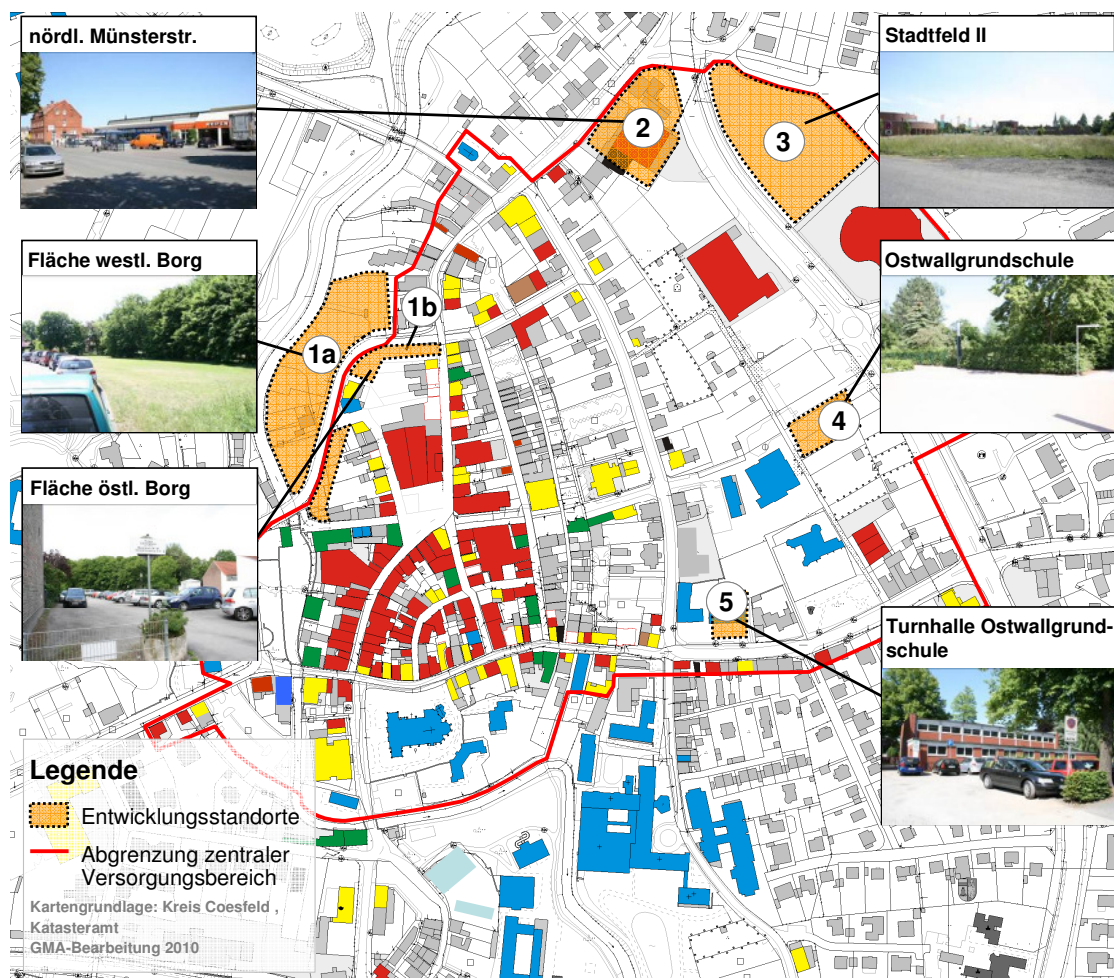 nördl. Münsterstr.
Stadtfeld II
2
3
Fläche westl. Borg
Ostwallgrundschule
1b
1a
4
Fläche östl. Borg
5
Turnhalle Ostwallgrund-
schule
Legende
Entwicklungsstandorte
Abgrenzung zentraler
Versorgungsbereich
Kartengrundlage: Kreis Coesfeld ,
Katasteramt
GMA-Bearbeitung 2010